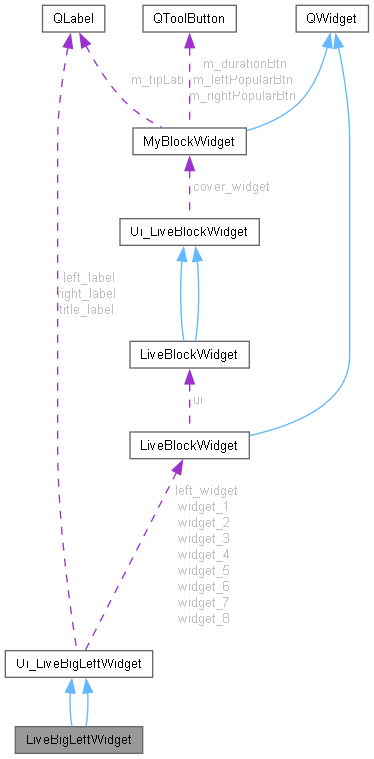 QLabel
QToolButton
QWidget
m_durationBtn
m_tipLab
m_leftPopularBtn
m_rightPopularBtn
MyBlockWidget
cover_widget
Ui_LiveBlockWidget
left_label
right_label
title_label
LiveBlockWidget
ui
LiveBlockWidget
left_widget
widget_1
widget_2
widget_3
widget_4
widget_5
widget_6
widget_7
widget_8
Ui_LiveBigLeftWidget
LiveBigLeftWidget